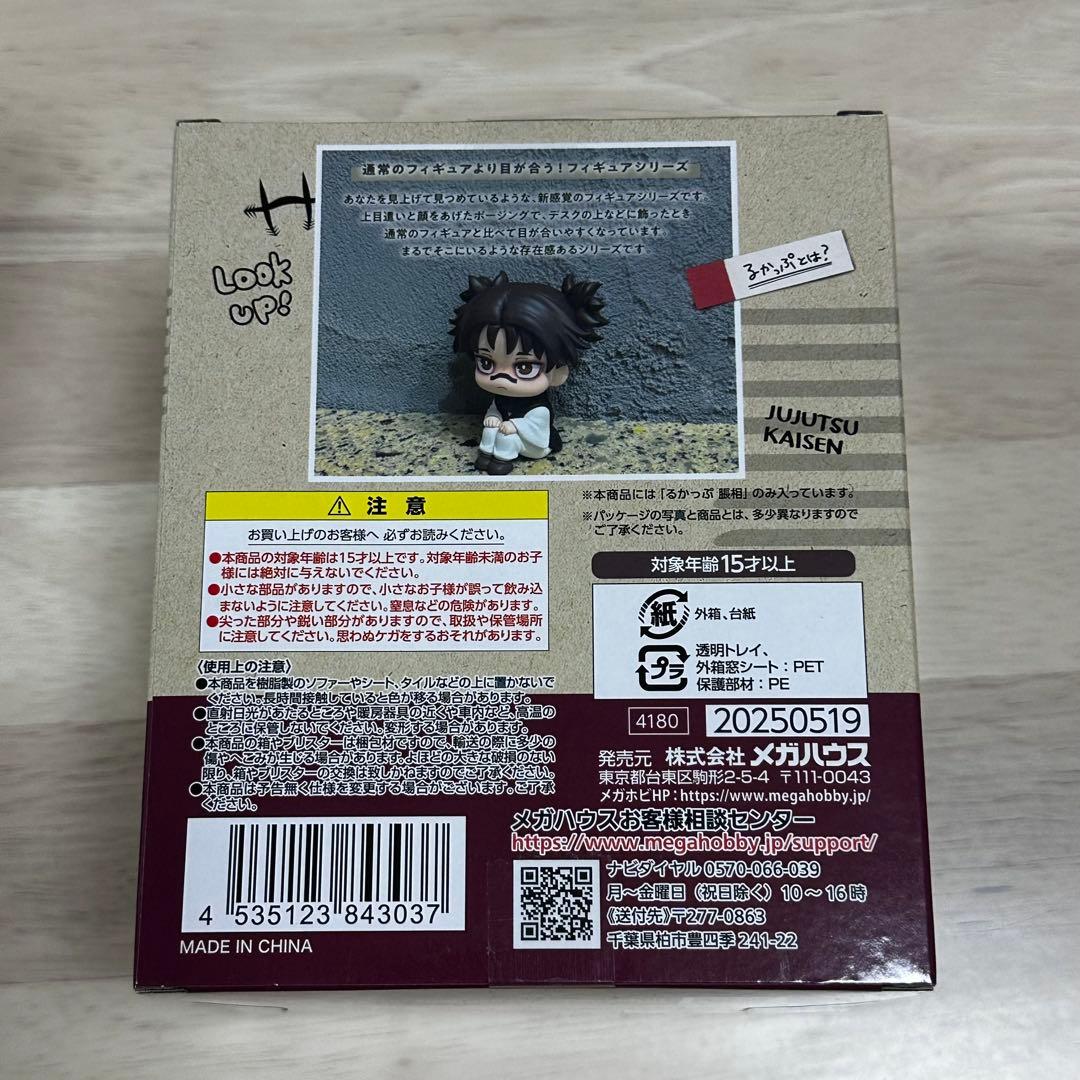 通常のフィギュアより目が合う！フィギュアシリーズ
あなたを見上げて見つめているような、新感覚のフィギュアシリーズです。
上目遣いと顔をあげたポージングで、デスクの上などに飾ったとき
通常のフィギュアと比べて目が合いやすくなっています。
まるでそこにいるような存在感あるシリーズです
Look
UP!
るかっぷとは？
JUJUTSU
KAISEN
⚠ 注意
お買い上げのお客様へ 必ずお読みください。
●本商品の対象年齢は15才以上です。対象年齢未満のお子
様には絶対に与えないでください。
●小さな部品がありますので、小さなお子様が誤って飲み込
まないように注意してください。窒息などの危険があります。
●尖った部分や鋭い部分がありますので、取扱や保管場所
に注意してください。思わぬケガをするおそれがあります。
〈使用上の注意〉
●本商品を樹脂製のソファーやシート、タイルなどの上に置かないで
ください。長時間接触していると色が移る場合があります。
●直射日光があたるところや暖房器具の近くや車内など、高温の
ところに保管しないでください。変形する場合があります。
●本商品の箱やブリスターは梱包材ですので、輸送の際に多少の
傷やへこみが生じる場合があります。よほどの大きな破損のない
限り、箱やブリスターの交換は致しかねますのでご了承ください。
●本商品は予告無く仕様を変更する場合がございます。ご了承
ください。
※本商品には「るかっぷ 脹相」のみ入っています。
※パッケージの写真と商品とは、多少異なりますので
ご了承ください。
対象年齢15才以上
紙
外箱、台紙
プラ
透明トレイ、
外箱窓シート：PET
保護部材：PE
4180
20250519
発売元 株式会社メガハウス
東京都台東区駒形2-5-4 〒111-0043
メガホビHP：https://www.megahobby.jp/
メガハウスお客様相談センター
https://www.megahobby.jp/support/
ナビダイヤル 0570-066-039
月〜金曜日（祝日除く）10〜16時
《送付先》〒277-0863
千葉県柏市豊四季 241-22
4 535123 843037
MADE IN CHINA